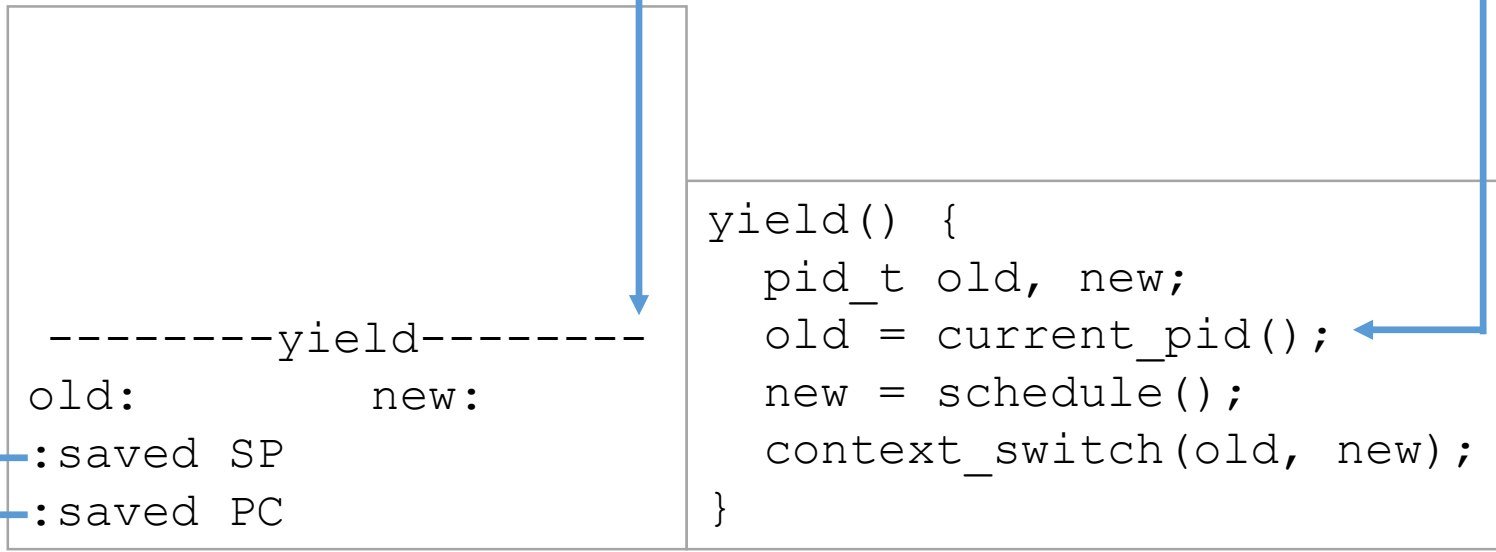 --------yield--------
old: new:
:saved SP
:saved PC
yield() {
pid_t old, new;
old = current_pid();
new = schedule();
context_switch(old, new);
}